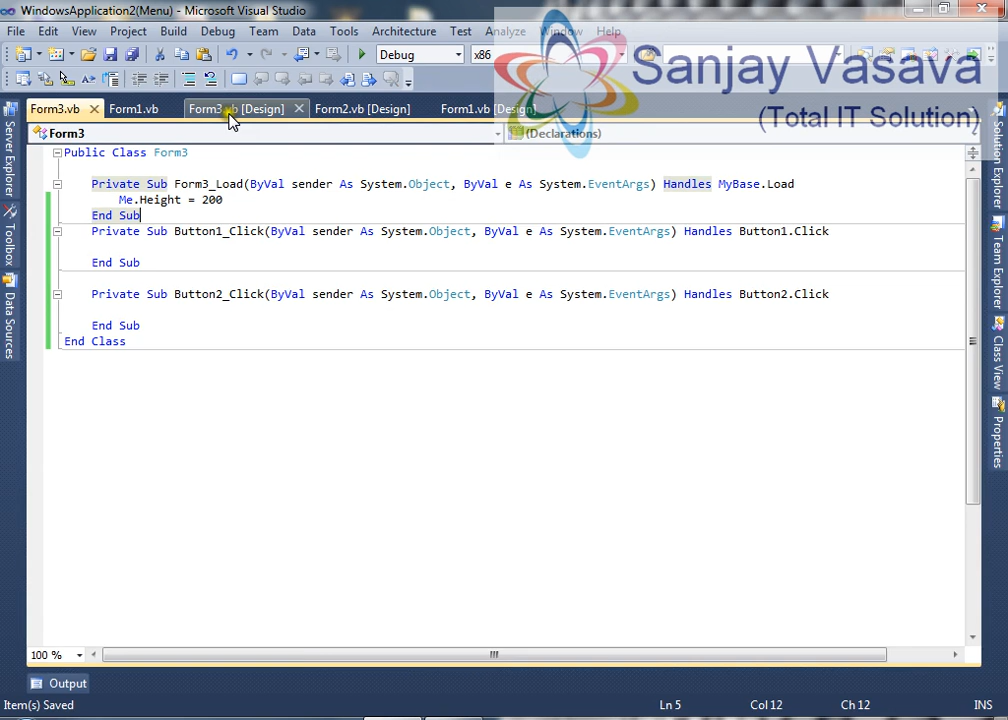 WindowsApplication2(Menu) - Microsoft Visual Studio
File Edit View Project Build Debug Team Data Tools Architecture Test Analyze Window Help
Debug x86
Sanjay Vasava
(Total IT Solution)
Form3.vb Form1.vb Form3.vb [Design] Form2.vb [Design] Form1.vb [Design]
Form3 (Declarations)
Public Class Form3
Private Sub Form3_Load(ByVal sender As System.Object, ByVal e As System.EventArgs) Handles MyBase.Load
Me.Height = 200
End Sub
Private Sub Button1_Click(ByVal sender As System.Object, ByVal e As System.EventArgs) Handles Button1.Click
End Sub
Private Sub Button2_Click(ByVal sender As System.Object, ByVal e As System.EventArgs) Handles Button2.Click
End Sub
End Class
Server Explorer
Toolbox
Data Sources
Solution Explorer
Team Explorer
Class View
Properties
100 %
Output
Item(s) Saved Ln 5 Col 12 Ch 12 INS